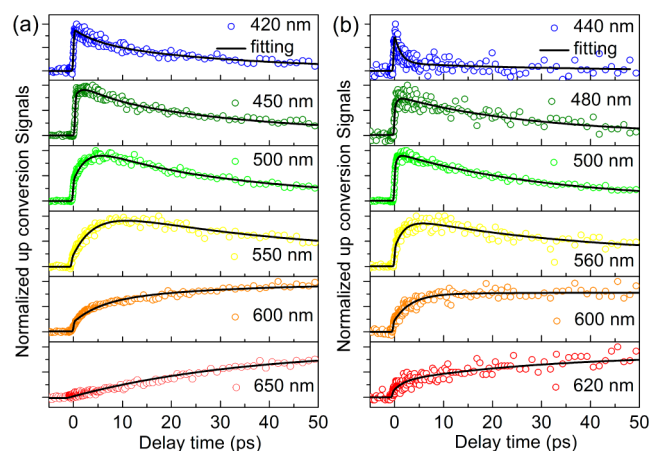 (a)
420 nm
fitting
450 nm
500 nm
550 nm
600 nm
650 nm
Normalized up conversion Signals
0 10 20 30 40 50
Delay time (ps)
(b)
440 nm
fitting
480 nm
500 nm
560 nm
600 nm
620 nm
Normalized up conversion Signals
0 10 20 30 40 50
Delay time (ps)